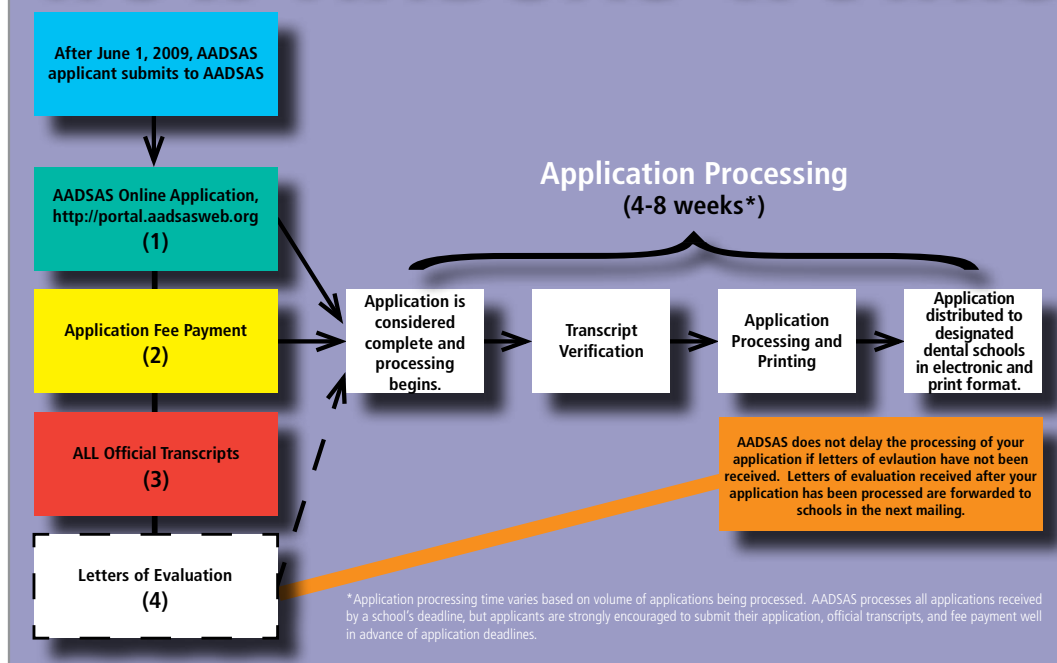 After June 1, 2009, AADSAS
applicant submits to AADSAS
AADSAS Online Application,
http://portal.aadsasweb.org
(1)
Application Fee Payment
(2)
ALL Official Transcripts
(3)
Letters of Evaluation
(4)
Application Processing
(4-8 weeks*)
Application is
considered
complete and
processing
begins.
Transcript
Verification
Application
Processing and
Printing
Application
distributed to
designated
dental schools
in electronic and
print format.
AADSAS does not delay the processing of your
application if letters of evlaution have not been
received.  Letters of evaluation received after your
application has been processed are forwarded to
schools in the next mailing.
*Application procressing time varies based on volume of applications being processed.  AADSAS processes all applications received
by a school's deadline, but applicants are strongly encouraged to submit their application, official transcripts, and fee payment well
in advance of application deadlines.